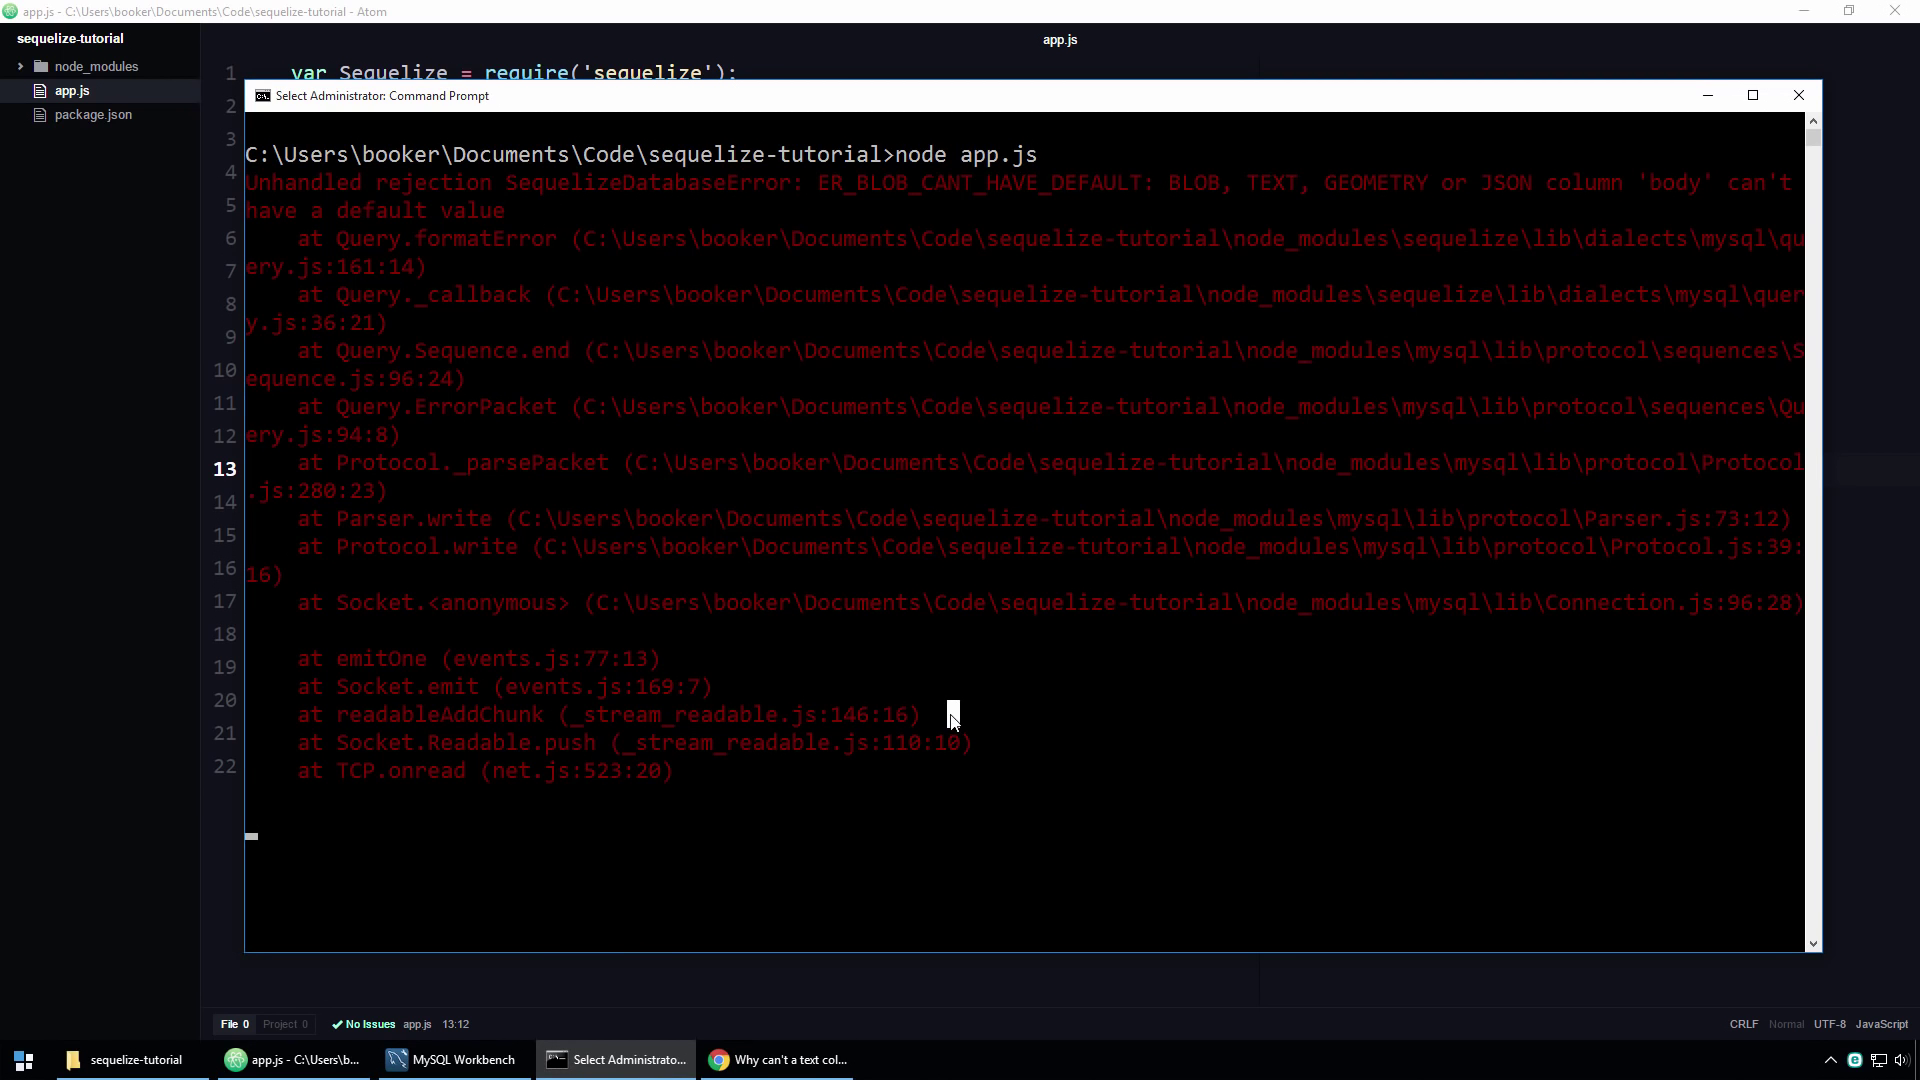 app.js - C:\Users\booker\Documents\Code\sequelize-tutorial - Atom
sequelize-tutorial
app.js
node_modules
app.js
package.json
1 var Sequelize = require('sequelize');
2
3
4
5
6
7
8
9
10
11
12
13
14
15
16
17
18
19
20
21
22
Select Administrator: Command Prompt
C:\Users\booker\Documents\Code\sequelize-tutorial>node app.js
Unhandled rejection SequelizeDatabaseError: ER_BLOB_CANT_HAVE_DEFAULT: BLOB, TEXT, GEOMETRY or JSON column 'body' can't
have a default value
at Query.formatError (C:\Users\booker\Documents\Code\sequelize-tutorial\node_modules\sequelize\lib\dialects\mysql\qu
ery.js:161:14)
at Query._callback (C:\Users\booker\Documents\Code\sequelize-tutorial\node_modules\sequelize\lib\dialects\mysql\quer
y.js:36:21)
at Query.Sequence.end (C:\Users\booker\Documents\Code\sequelize-tutorial\node_modules\mysql\lib\protocol\sequences\S
equence.js:96:24)
at Query.ErrorPacket (C:\Users\booker\Documents\Code\sequelize-tutorial\node_modules\mysql\lib\protocol\sequences\Qu
ery.js:94:8)
at Protocol._parsePacket (C:\Users\booker\Documents\Code\sequelize-tutorial\node_modules\mysql\lib\protocol\Protocol
.js:280:23)
at Parser.write (C:\Users\booker\Documents\Code\sequelize-tutorial\node_modules\mysql\lib\protocol\Parser.js:73:12)
at Protocol.write (C:\Users\booker\Documents\Code\sequelize-tutorial\node_modules\mysql\lib\protocol\Protocol.js:39:
16)
at Socket.<anonymous> (C:\Users\booker\Documents\Code\sequelize-tutorial\node_modules\mysql\lib\Connection.js:96:28)
at emitOne (events.js:77:13)
at Socket.emit (events.js:169:7)
at readableAddChunk (_stream_readable.js:146:16)
at Socket.Readable.push (_stream_readable.js:110:10)
at TCP.onread (net.js:523:20)
File 0 Project 0 No Issues app.js 13:12 CRLF Normal UTF-8 JavaScript
sequelize-tutorial app.js - C:\Users\b... MySQL Workbench Select Administrato... Why can't a text col...